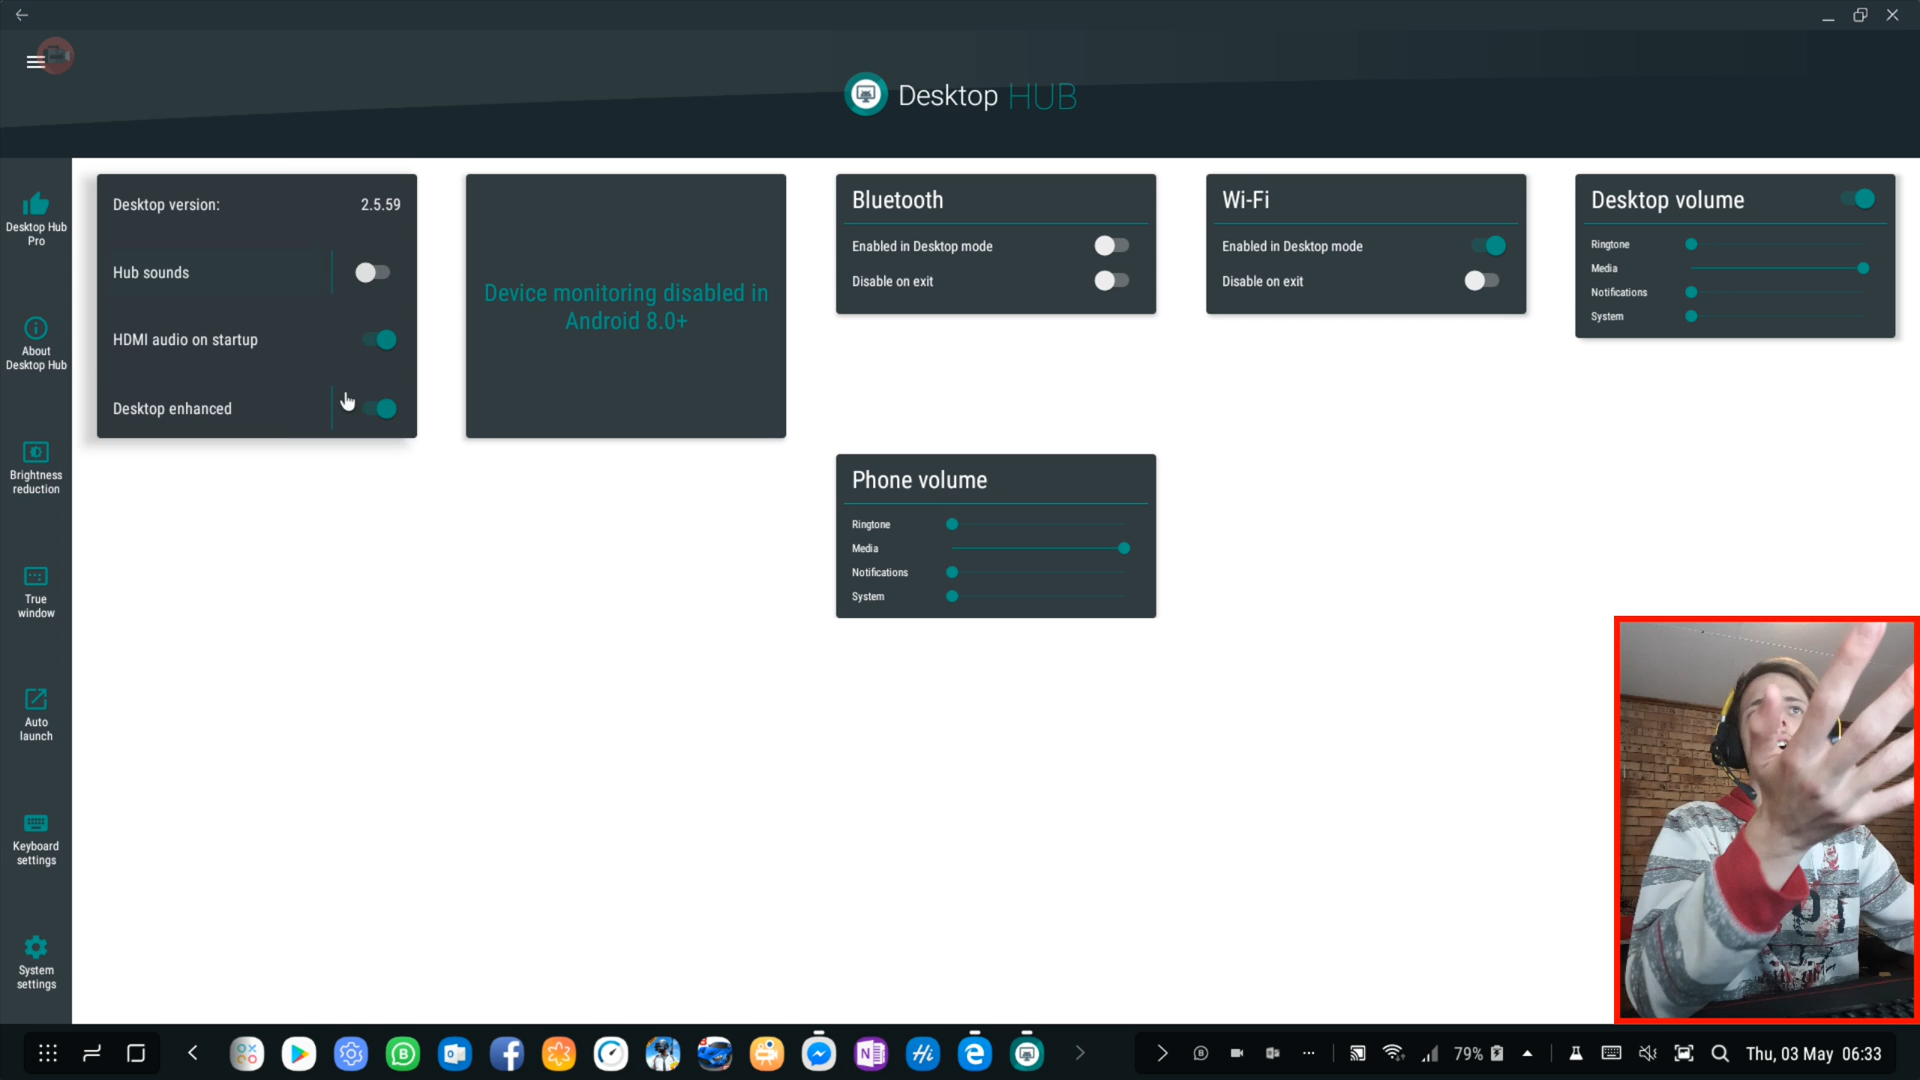 Desktop HUB
Desktop Hub
Pro
About
Desktop Hub
Brightness
reduction
True
window
Auto
launch
Keyboard
settings
System
settings
Desktop version: 2.5.59
Hub sounds
HDMI audio on startup
Desktop enhanced
Device monitoring disabled in
Android 8.0+
Bluetooth
Enabled in Desktop mode
Disable on exit
Wi-Fi
Enabled in Desktop mode
Disable on exit
Desktop volume
Ringtone
Media
Notifications
System
Phone volume
Ringtone
Media
Notifications
System
79%
Thu, 03 May 06:33